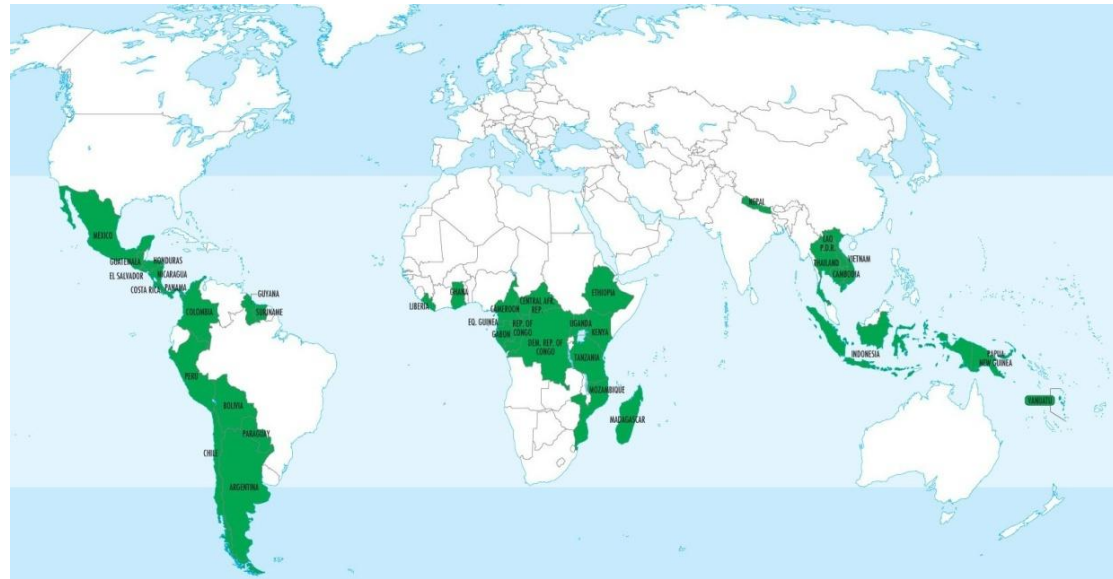 MEXICO
GUATEMALA
HONDURAS
EL SALVADOR
NICARAGUA
COSTA RICA
PANAMA
GUYANA
COLOMBIA
SURINAME
PERU
BOLIVIA
PARAGUAY
CHILE
ARGENTINA
LIBERIA
GHANA
CAMEROON
CENTRAL AFR.
REP.
ETHIOPIA
EQ. GUINEA
GABON
REP. OF
CONGO
DEM. REP. OF
CONGO
UGANDA
KENYA
TANZANIA
MOZAMBIQUE
MADAGASCAR
NEPAL
LAO
P.D.R.
THAILAND
VIETNAM
CAMBODIA
INDONESIA
PAPUA
NEW GUINEA
VANUATU